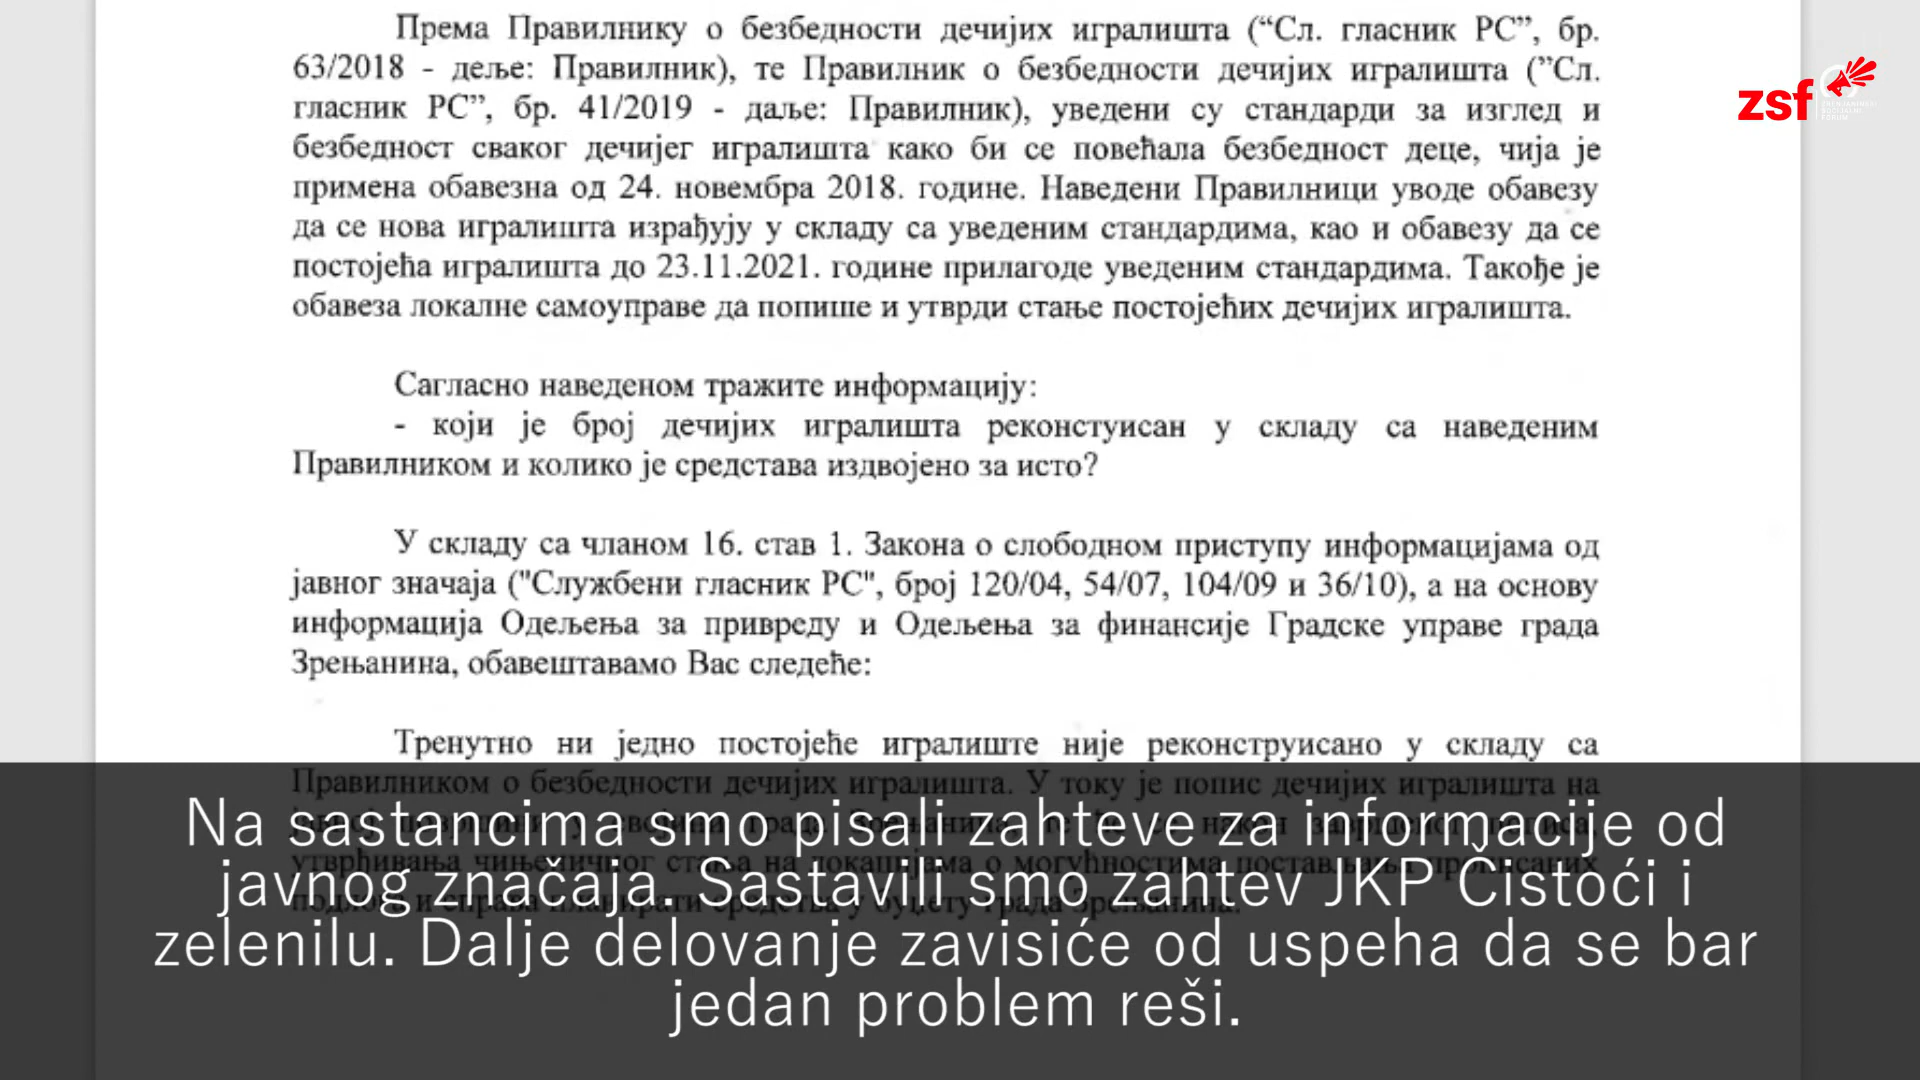 Према Правилнику о безбедности дечијих игралишта (“Сл. гласник РС”, бр.
63/2018 - деље: Правилник), те Правилник о безбедности дечијих игралишта (”Сл.
гласник РС”, бр. 41/2019 - даље: Правилник), уведени су стандарди за изглед и
безбедност сваког дечијег игралишта како би се повећала безбедност деце, чија је
примена обавезна од 24. новембра 2018. године. Наведени Правилници уводе обавезу
да се нова игралишта израђују у складу са уведеним стандардима, као и обавезу да се
постојећа игралишта до 23.11.2021. године прилагоде уведеним стандардима. Такође је
обавеза локалне самоуправе да попише и утврди стање постојећих дечијих игралишта.
Сагласно наведеном тражите информацију:
- који је број дечијих игралишта реконстуисан у складу са наведеним
Правилником и колико је средстава издвојено за исто?
У складу са чланом 16. став 1. Закона о слободном приступу информацијама од
јавног значаја ("Службени гласник РС", број 120/04, 54/07, 104/09 и 36/10), а на основу
информација Одељења за привреду и Одељења за финансије Градске управе града
Зрењанина, обавештавамо Вас следеће:
Тренутно ни једно постојеће игралиште није реконструисано у складу са
Правилником о безбедности дечијих игралишта. У току је попис дечијих игралишта на
zsf
Na sastancima smo pisali zahteve za informacije od
javnog značaja. Sastavili smo zahtev JKP Čistoći i
zelenilu. Dalje delovanje zavisiće od uspeha da se bar
jedan problem reši.